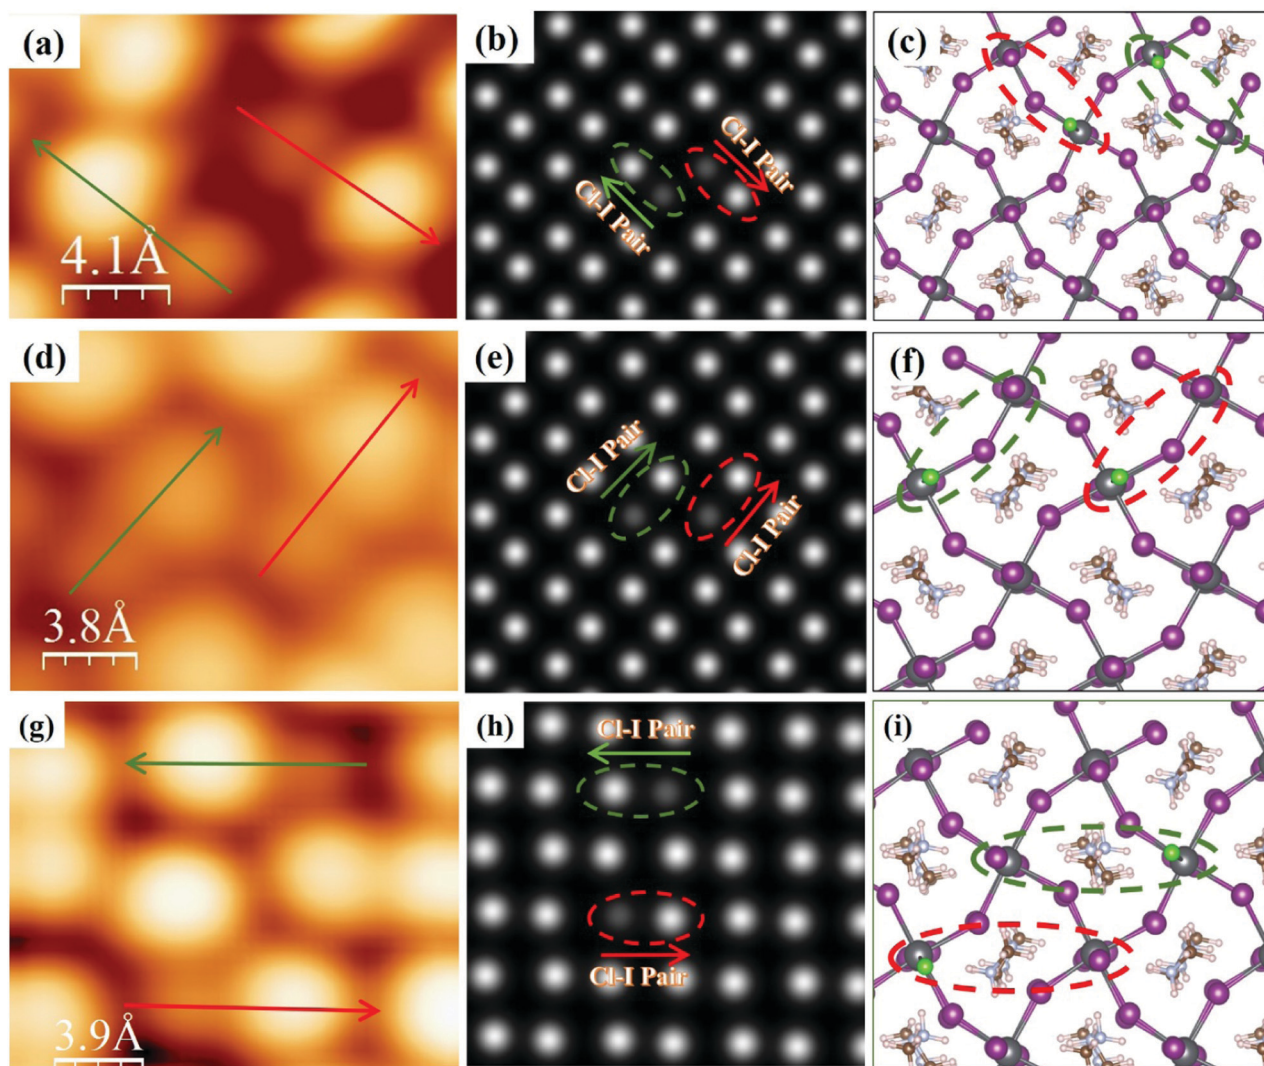 (a)
4.1Å
(b)
Cl-I Pair
Cl-I Pair
(c)
(d)
3.8Å
(e)
Cl-I Pair
Cl-I Pair
(f)
(g)
3.9Å
(h)
Cl-I Pair
Cl-I Pair
(i)